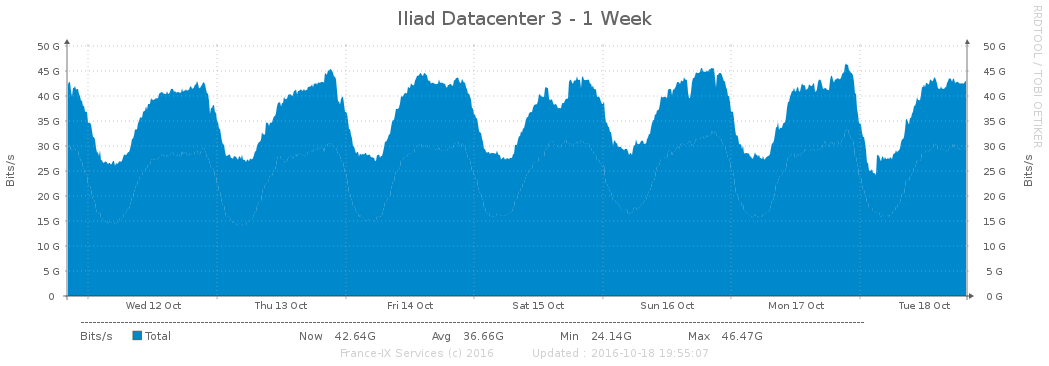 Iliad Datacenter 3 - 1 Week
RRDTOOL / TOBI OETIKER
Bits/s
50 G 50 G
45 G 45 G
40 G 40 G
35 G 35 G
30 G 30 G
25 G 25 G
20 G 20 G
15 G 15 G
10 G 10 G
5 G 5 G
0 0 G
Bits/s
Wed 12 Oct Thu 13 Oct Fri 14 Oct Sat 15 Oct Sun 16 Oct Mon 17 Oct Tue 18 Oct
Bits/s Total Now 42.64G Avg 36.66G Min 24.14G Max 46.47G
France-IX Services (c) 2016 Updated : 2016-10-18 19:55:07